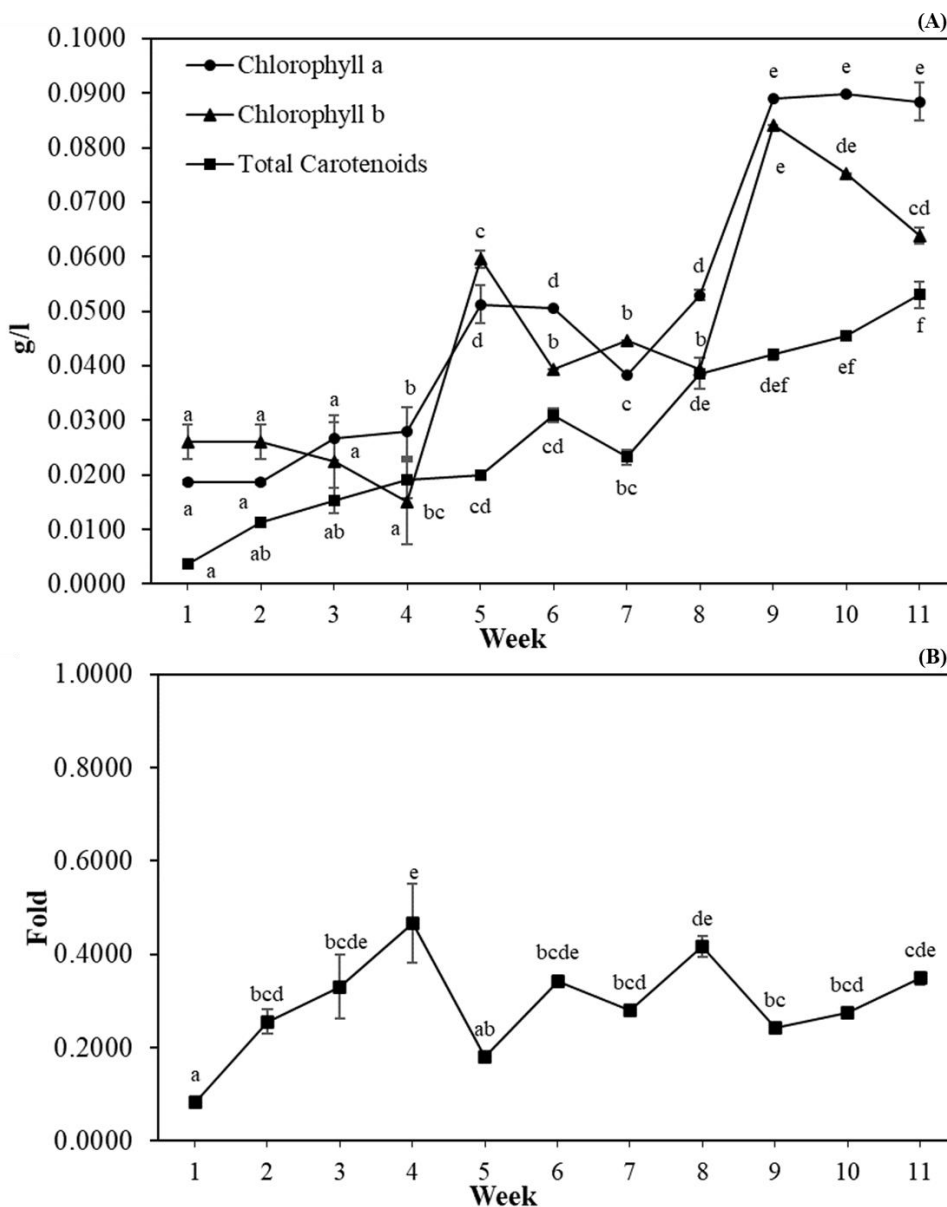 (A)
g/l
0.1000
0.0900
0.0800
0.0700
0.0600
0.0500
0.0400
0.0300
0.0200
0.0100
0.0000
Chlorophyll a
Chlorophyll b
Total Carotenoids
e e e
e de cd
c
d d b d
d b b
c de def ef f
a a a b
a
cd bc
a a
ab ab a bc cd
a
1 2 3 4 5 6 7 8 9 10 11
Week
(B)
Fold
1.0000
0.8000
0.6000
0.4000
0.2000
0.0000
a bcd bcde e ab bcde bcd de bc bcd cde
1 2 3 4 5 6 7 8 9 10 11
Week